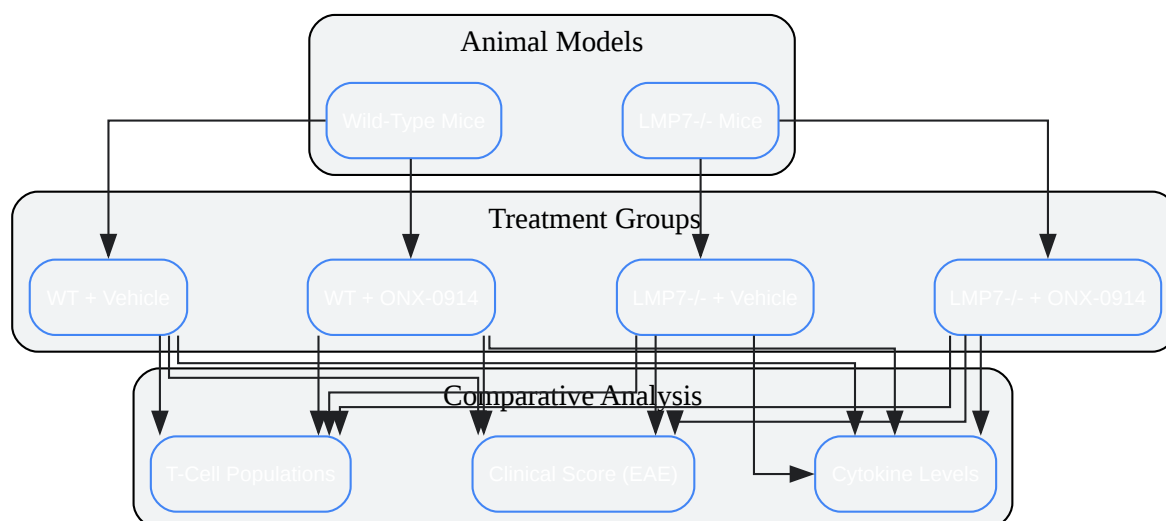 Animal Models
Wild-Type Mice
LMP7-/- Mice
Treatment Groups
WT + Vehicle
WT + ONX-0914
LMP7-/- + Vehicle
LMP7-/- + ONX-0914
Comparative Analysis
T-Cell Populations
Clinical Score (EAE)
Cytokine Levels